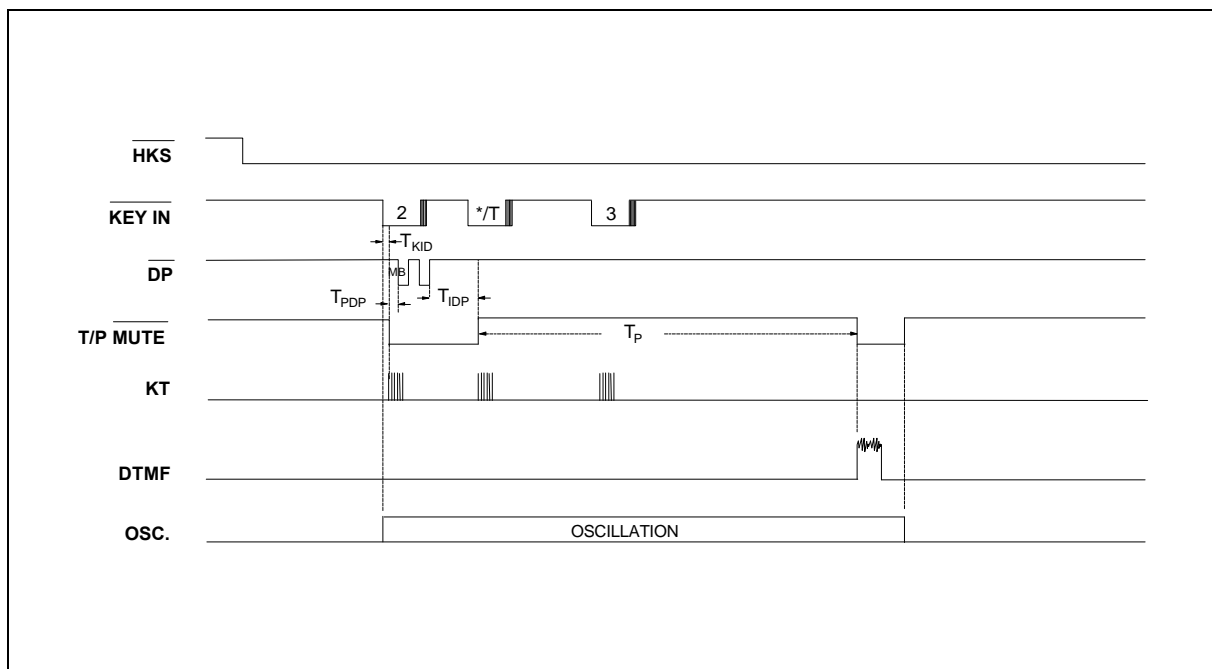 HKS
KEY IN 2 */T 3
T_KID
DP MB
T_PDP T_IDP
T/P MUTE T_P
KT
DTMF
OSC. OSCILLATION